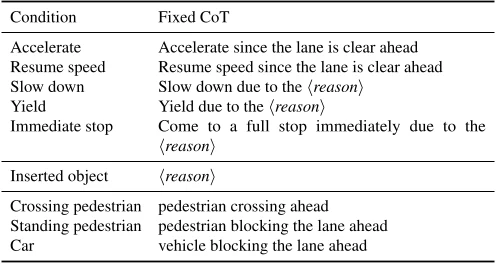 Condition Fixed CoT
Accelerate Accelerate since the lane is clear ahead
Resume speed Resume speed since the lane is clear ahead
Slow down Slow down due to the ⟨reason⟩
Yield Yield due to the ⟨reason⟩
Immediate stop Come to a full stop immediately due to the
⟨reason⟩
Inserted object ⟨reason⟩
Crossing pedestrian pedestrian crossing ahead
Standing pedestrian pedestrian blocking the lane ahead
Car vehicle blocking the lane ahead